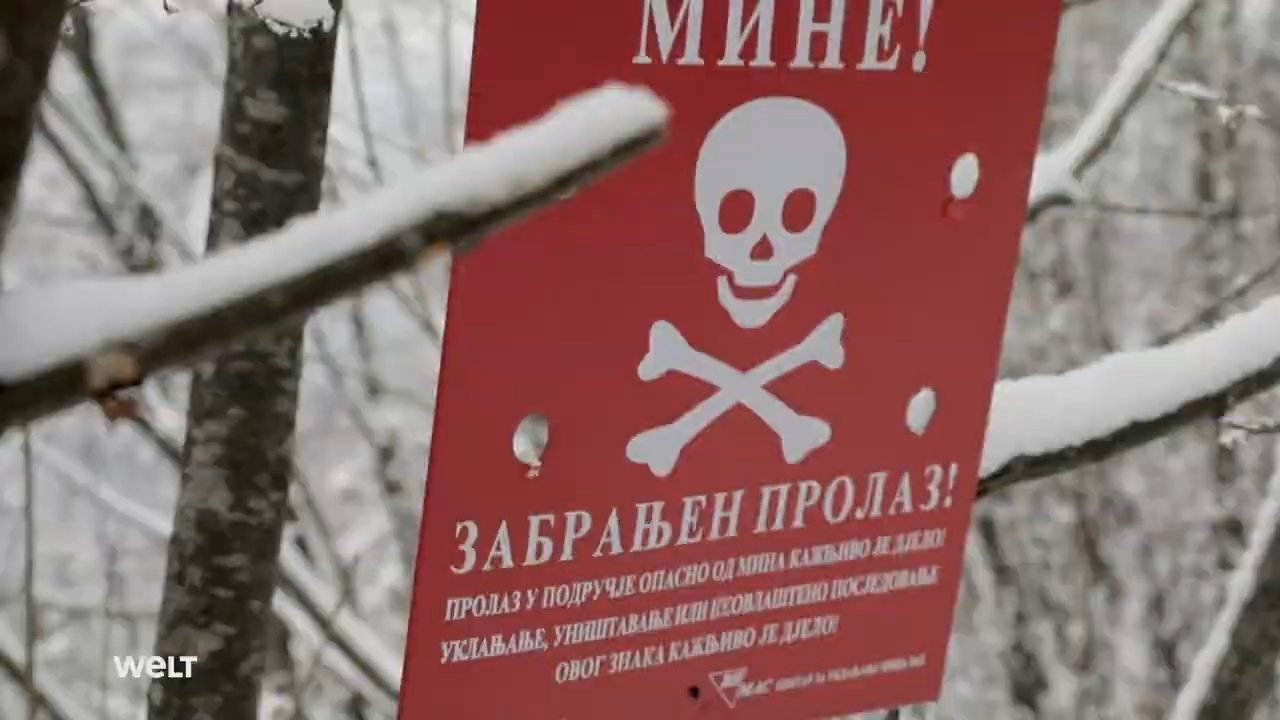 МИНЕ!
ЗАБРАЊЕН ПРОЛАЗ!
ПРОЛАЗ У ПОДРУЧЈЕ ОПАСНО ОД МИНА КАЖЊИВО ЈЕ ДЈЕЛО!
УКЛАЊАЊЕ, УНИШТАВАЊЕ ИЛИ НЕОВЛАШТЕНО ПОСЈЕДОВАЊЕ
ОВОГ ЗНАКА КАЖЊИВО ЈЕ ДЈЕЛО!
MAC
WELT